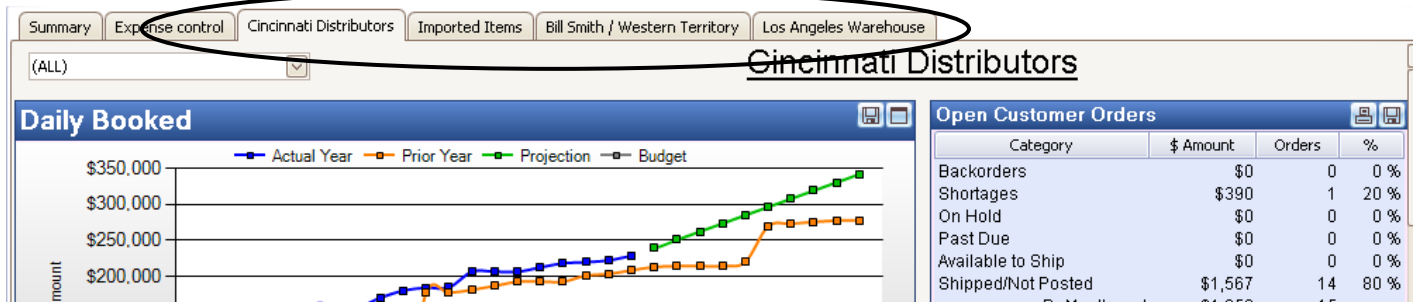 Summary Expense control Cincinnati Distributors Imported Items Bill Smith / Western Territory Los Angeles Warehouse
(ALL)
Cincinnati Distributors
Daily Booked
Actual Year Prior Year Projection Budget
$350,000
$300,000
$250,000
$200,000
Open Customer Orders
Category $ Amount Orders %
Backorders $0 0 0 %
Shortages $390 1 20 %
On Hold $0 0 0 %
Past Due $0 0 0 %
Available to Ship $0 0 0 %
Shipped/Not Posted $1,567 14 80 %